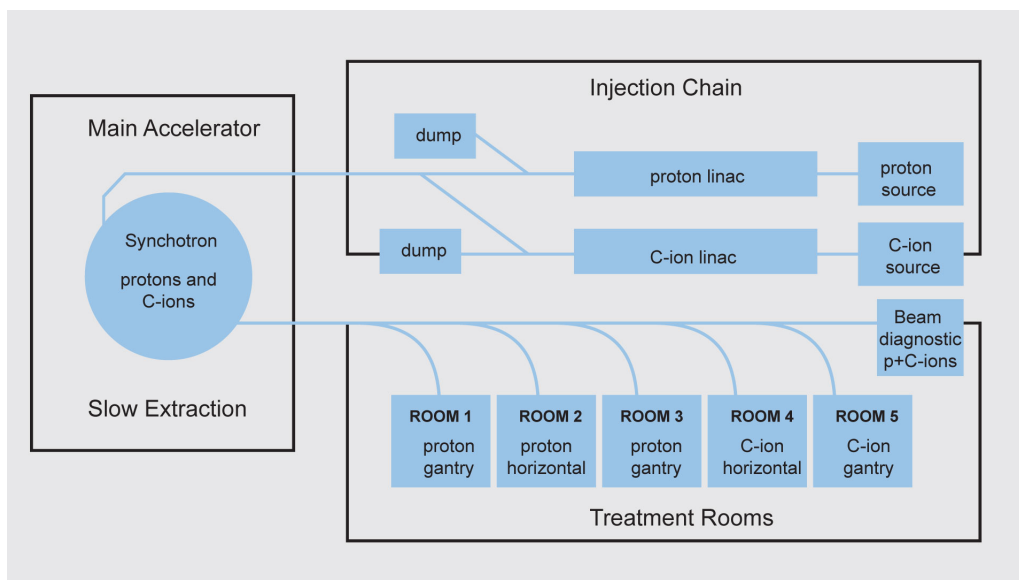 Injection Chain
Main Accelerator
dump
proton linac
proton
source
Synchotron
protons and
C-ions
dump
C-ion linac
C-ion
source
Beam
diagnostic
p+C-ions
Slow Extraction
ROOM 1
proton
gantry
ROOM 2
proton
horizontal
ROOM 3
proton
gantry
ROOM 4
C-ion
horizontal
ROOM 5
C-ion
gantry
Treatment Rooms